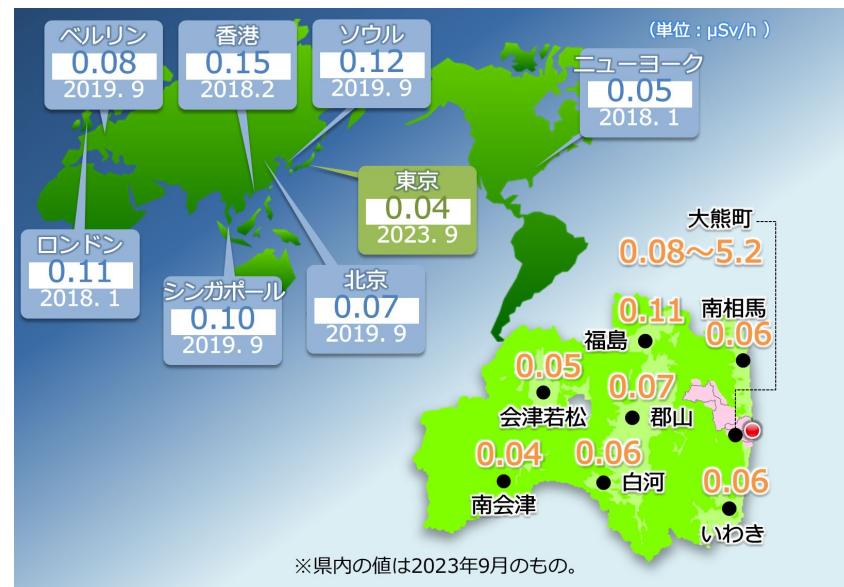 (単位：μSv/h )
ベルリン
0.08
2019. 9
香港
0.15
2018.2
ソウル
0.12
2019. 9
ニューヨーク
0.05
2018. 1
東京
0.04
2023. 9
ロンドン
0.11
2018. 1
シンガポール
0.10
2019. 9
北京
0.07
2019. 9
大熊町
0.08～5.2
0.11
福島
南相馬
0.06
0.05
会津若松
0.07
郡山
0.04
南会津
0.06
白河
0.06
いわき
※県内の値は2023年9月のもの。